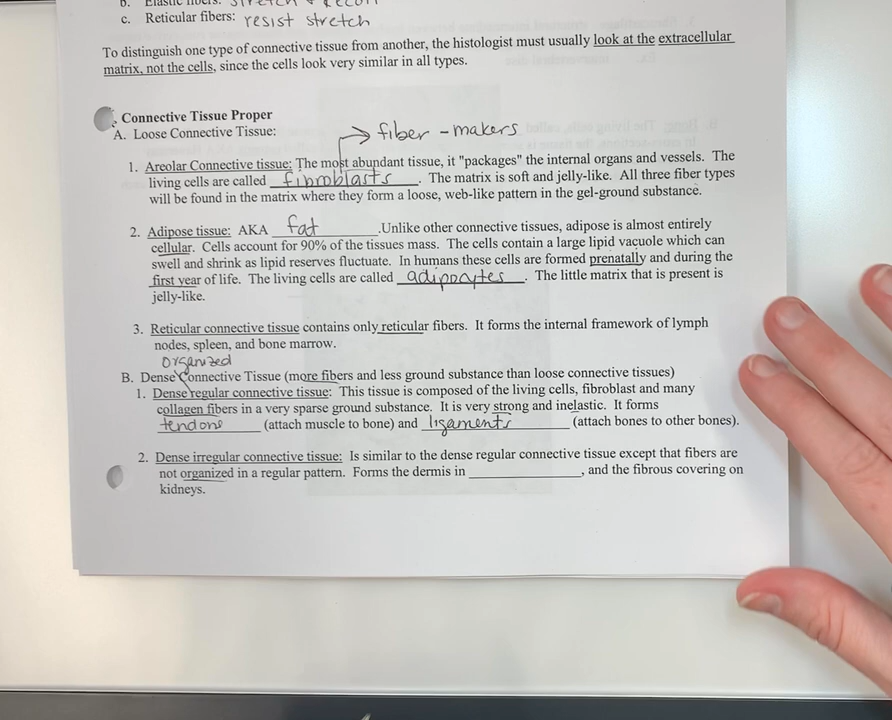 b. Elastic fibers: stretch & recoil
c. Reticular fibers: resist stretch
To distinguish one type of connective tissue from another, the histologist must usually look at the extracellular
matrix, not the cells, since the cells look very similar in all types.
Connective Tissue Proper
A. Loose Connective Tissue:
fiber - makers
1. Areolar Connective tissue: The most abundant tissue, it "packages" the internal organs and vessels. The
living cells are called fibroblasts. The matrix is soft and jelly-like. All three fiber types
will be found in the matrix where they form a loose, web-like pattern in the gel-ground substance.
2. Adipose tissue: AKA fat.Unlike other connective tissues, adipose is almost entirely
cellular. Cells account for 90% of the tissues mass. The cells contain a large lipid vacuole which can
swell and shrink as lipid reserves fluctuate. In humans these cells are formed prenatally and during the
first year of life. The living cells are called adipocytes. The little matrix that is present is
jelly-like.
3. Reticular connective tissue contains only reticular fibers. It forms the internal framework of lymph
nodes, spleen, and bone marrow.
organized
B. Dense Connective Tissue (more fibers and less ground substance than loose connective tissues)
1. Dense regular connective tissue: This tissue is composed of the living cells, fibroblast and many
collagen fibers in a very sparse ground substance. It is very strong and inelastic. It forms
tendons (attach muscle to bone) and ligaments (attach bones to other bones).
2. Dense irregular connective tissue: Is similar to the dense regular connective tissue except that fibers are
not organized in a regular pattern. Forms the dermis in ________________, and the fibrous covering on
kidneys.